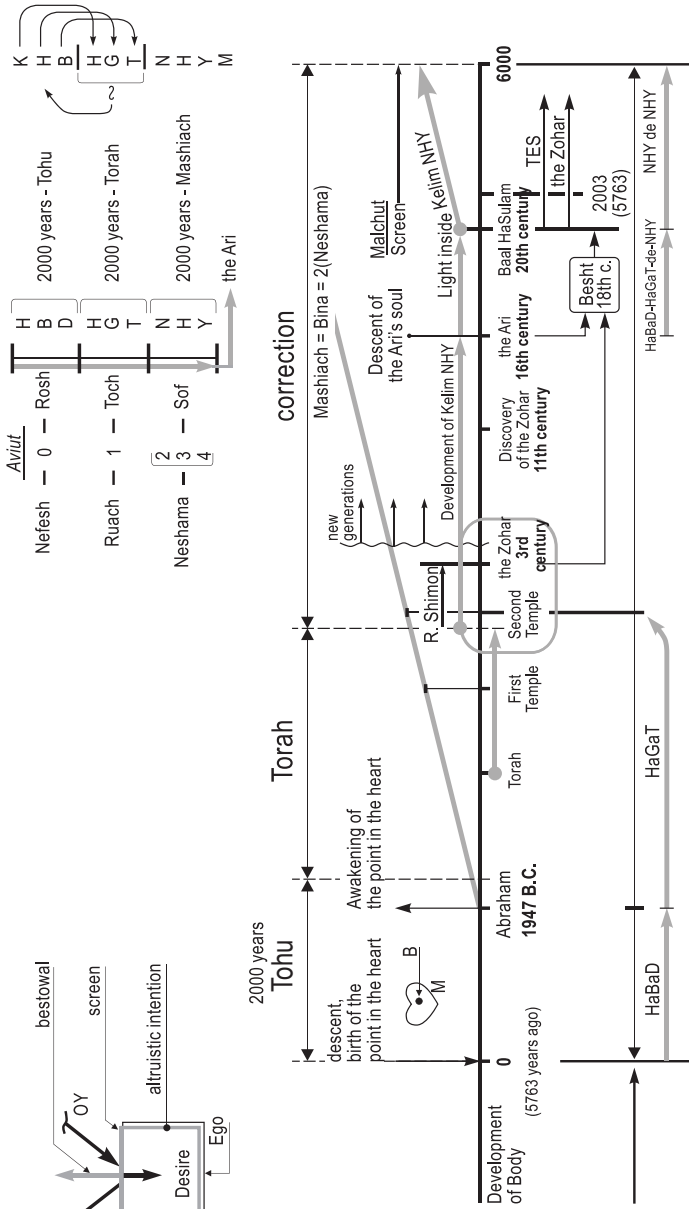 bestowal
OY
screen
altruistic intention
Desire
Ego
Aviut
Nefesh – 0 – Rosh
Ruach – 1 – Toch
Neshama – 2 3 4 – Sof
H
B
D
H
G
T
N
H
Y
2000 years - Tohu
2000 years - Torah
2000 years - Mashiach
the Ari
K
H
B
H
G
T
N
H
Y
M
2
2000 years
Tohu
Torah
correction
descent,
birth of the
point in the heart
Awakening of
the point in the heart
B
M
Mashiach = Bina = 2(Neshama)
new
generations
R. Shimon
Development of Kelim NHY
Descent of
the Ari's soul
Light inside Kelim NHY
Malchut
Screen
Development
of Body
0
(5763 years ago)
Abraham
1947 B.C.
Torah
First
Temple
Second
Temple
the Zohar
3rd
century
Discovery
of the Zohar
11th century
the Ari
16th century
Baal HaSulam
20th century
6000
Besht
18th c.
TES
the Zohar
2003
(5763)
HaBaD
HaGaT
HaBaD-HaGaT-de-NHY
NHY de NHY